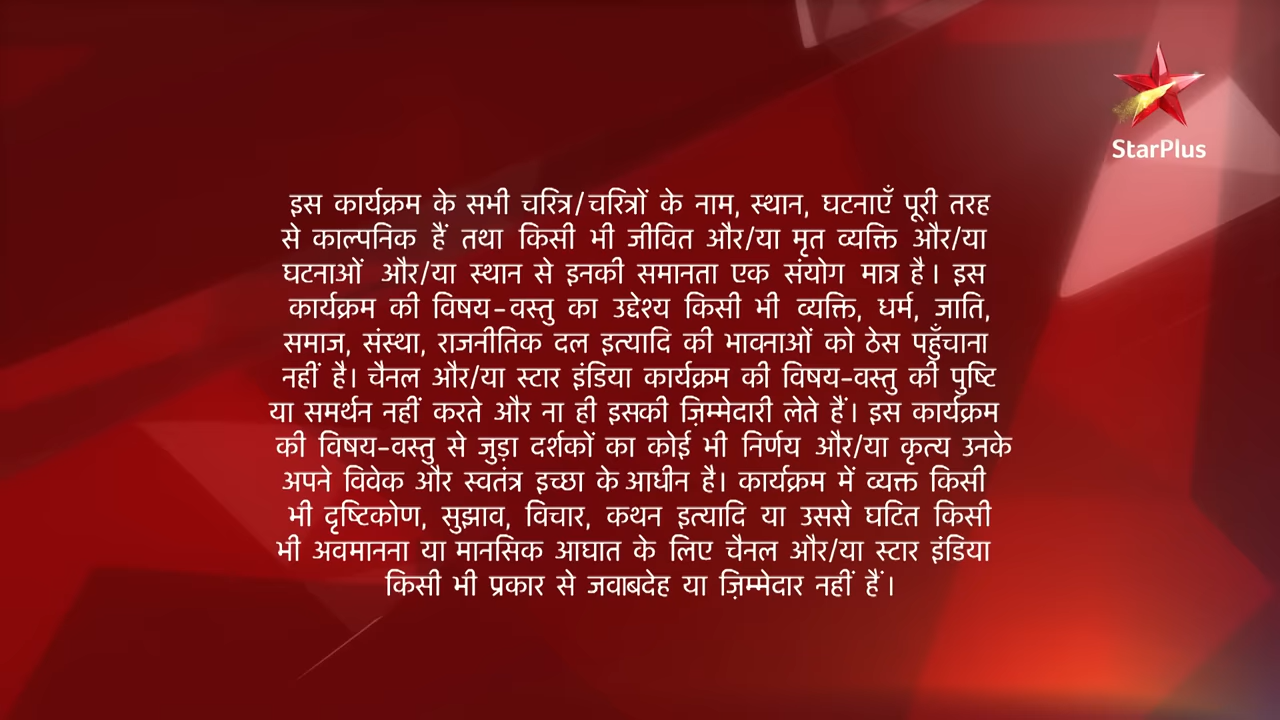 StarPlus
इस कार्यक्रम के सभी चरित्र/चरित्रों के नाम, स्थान, घटनाएँ पूरी तरह
से काल्पनिक हैं तथा किसी भी जीवित और/या मृत व्यक्ति और/या
घटनाओं और/या स्थान से इनकी समानता एक संयोग मात्र है। इस
कार्यक्रम की विषय-वस्तु का उद्देश्य किसी भी व्यक्ति, धर्म, जाति,
समाज, संस्था, राजनीतिक दल इत्यादि की भावनाओं को ठेस पहुँचाना
नहीं है। चैनल और/या स्टार इंडिया कार्यक्रम की विषय-वस्तु की पुष्टि
या समर्थन नहीं करते और ना ही इसकी ज़िम्मेदारी लेते हैं। इस कार्यक्रम
की विषय-वस्तु से जुड़ा दर्शकों का कोई भी निर्णय और/या कृत्य उनके
अपने विवेक और स्वतंत्र इच्छा के आधीन है। कार्यक्रम में व्यक्त किसी
भी दृष्टिकोण, सुझाव, विचार, कथन इत्यादि या उससे घटित किसी
भी अवमानना या मानसिक आघात के लिए चैनल और/या स्टार इंडिया
किसी भी प्रकार से जवाबदेह या ज़िम्मेदार नहीं हैं।